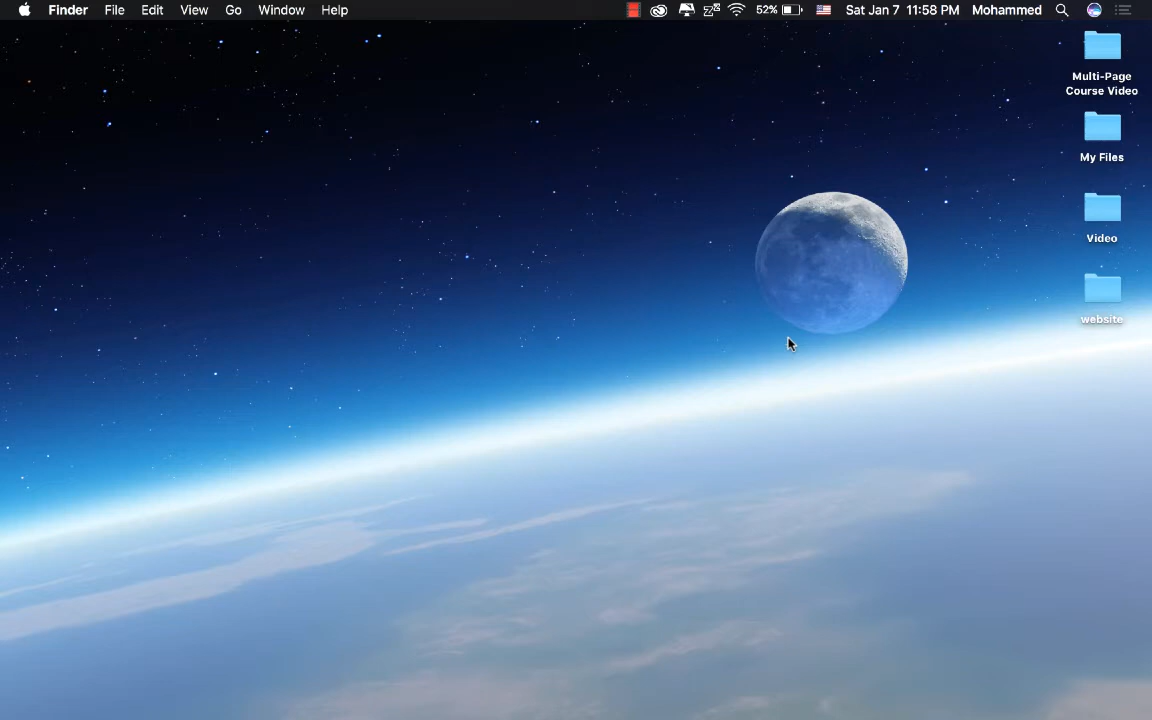 Finder File Edit View Go Window Help 52% Sat Jan 7 11:58 PM Mohammed
Multi-Page
Course Video
My Files
Video
website